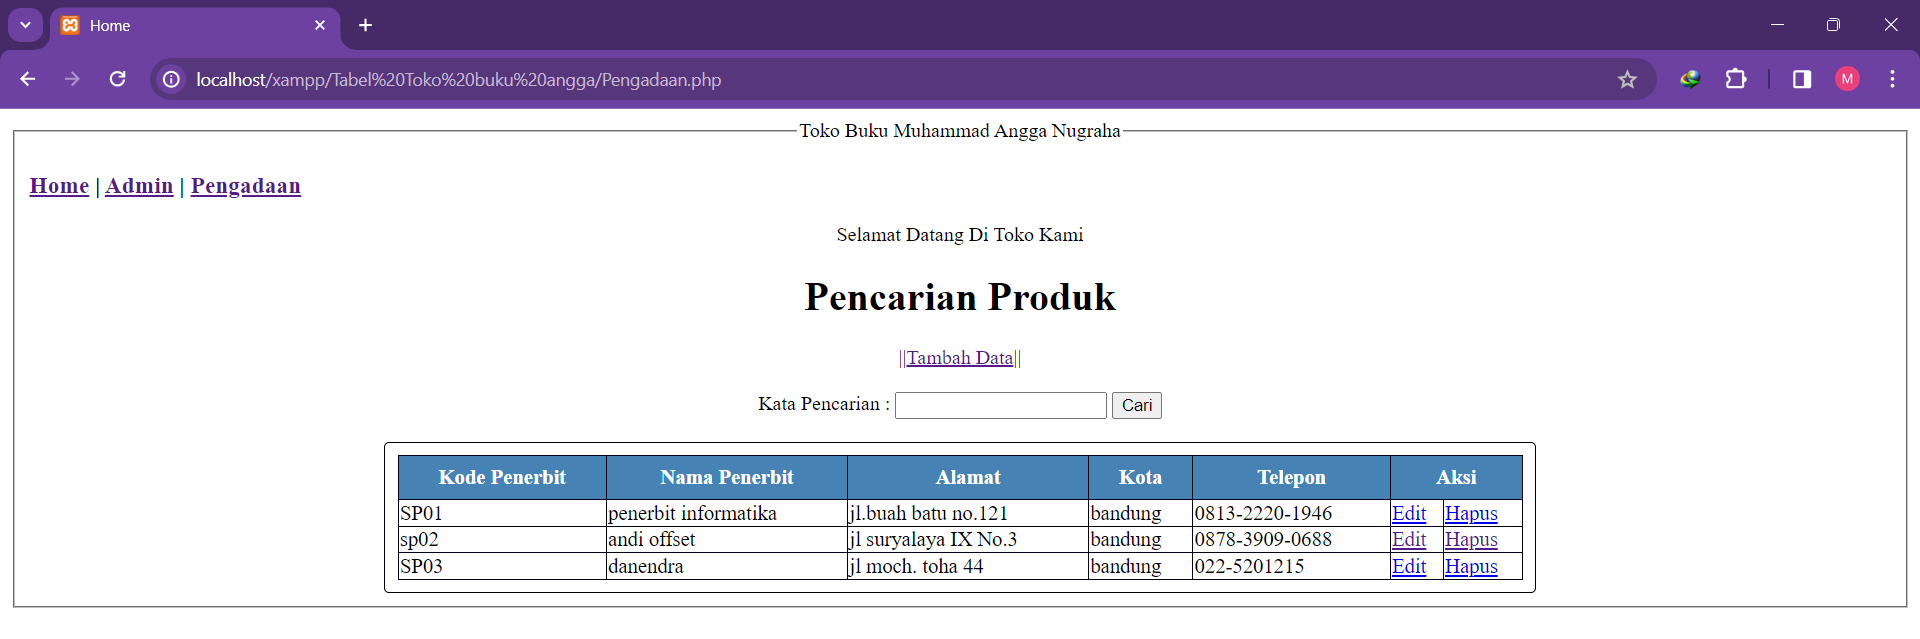 Home
localhost/xampp/Tabel%20Toko%20buku%20angga/Pengadaan.php
M
Toko Buku Muhammad Angga Nugraha
Home | Admin | Pengadaan
Selamat Datang Di Toko Kami
Pencarian Produk
||Tambah Data||
Kata Pencarian : Cari
Kode Penerbit Nama Penerbit Alamat Kota Telepon Aksi
SP01 penerbit informatika jl.buah batu no.121 bandung 0813-2220-1946 Edit Hapus
sp02 andi offset jl suryalaya IX No.3 bandung 0878-3909-0688 Edit Hapus
SP03 danendra jl moch. toha 44 bandung 022-5201215 Edit Hapus